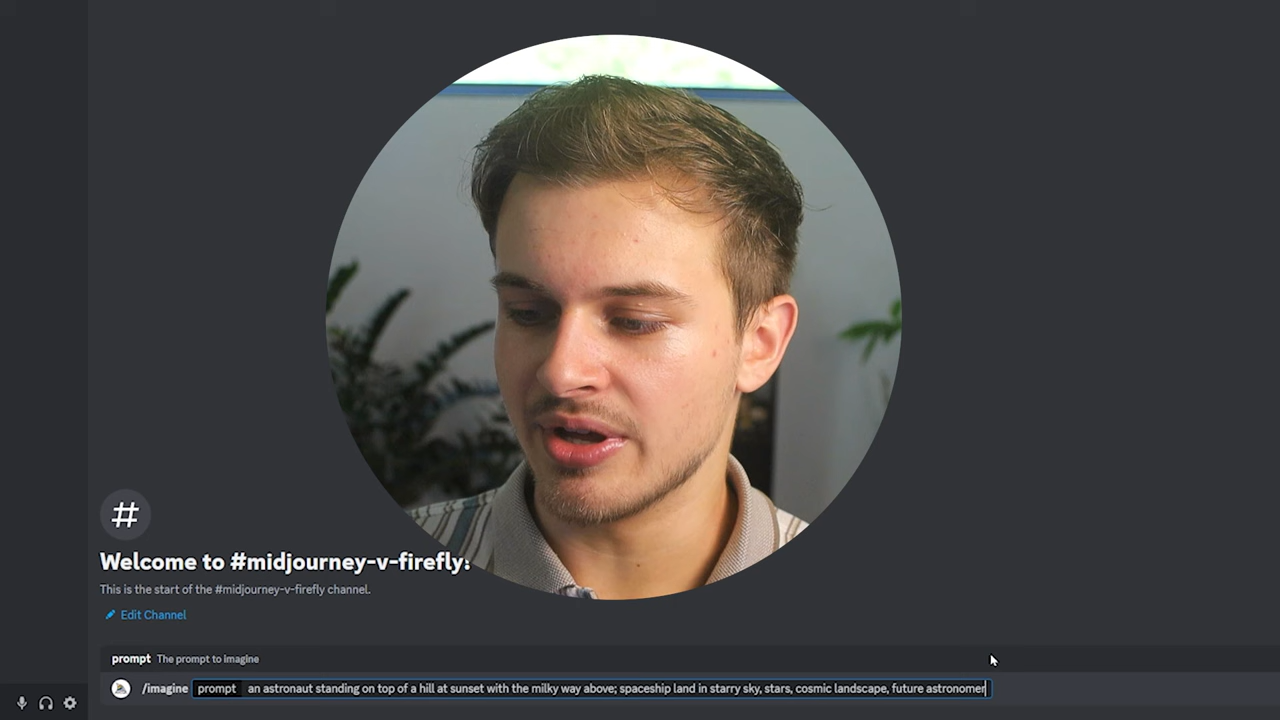 #
Welcome to #midjourney-v-firefly!
This is the start of the #midjourney-v-firefly channel.
Edit Channel
prompt The prompt to imagine
/imagine prompt an astronaut standing on top of a hill at sunset with the milky way above; spaceship land in starry sky, stars, cosmic landscape, future astronomer